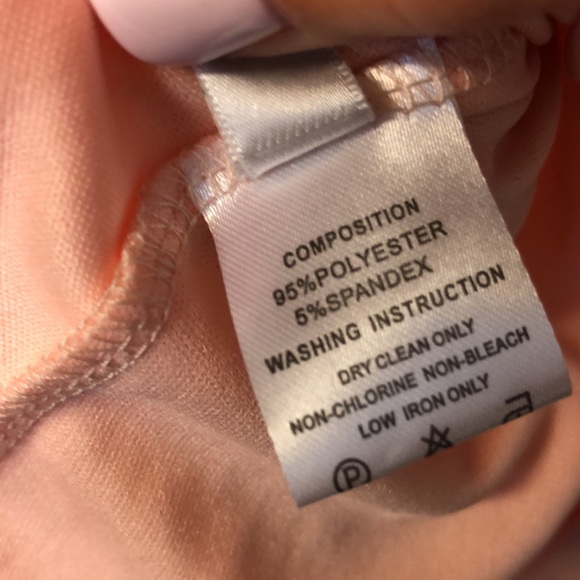 COMPOSITION
95%POLYESTER
5%SPANDEX
WASHING INSTRUCTION
DRY CLEAN ONLY
NON-CHLORINE NON-BLEACH
LOW IRON ONLY
P